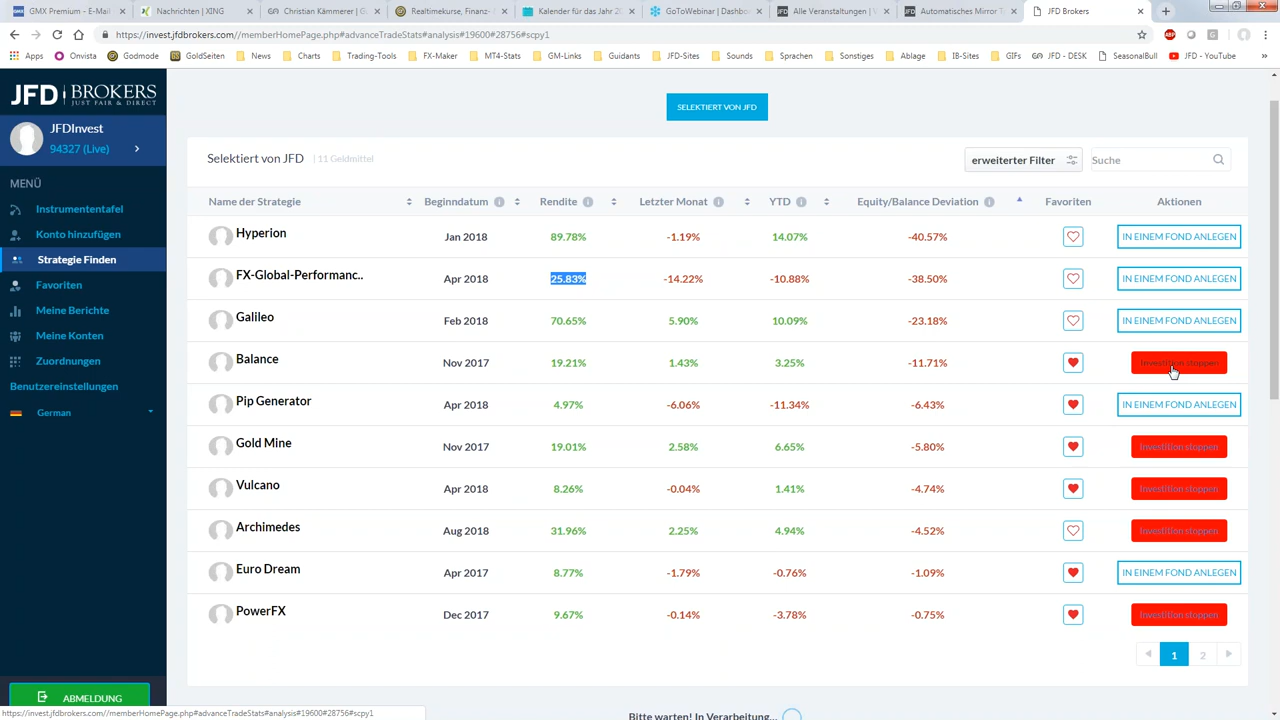 GMX Premium - E-Mail
Nachrichten | XING
Christian Kämmerer | G
Realtimekurse, Finanz-
Kalender für das Jahr 20
GoToWebinar | Dashbo
Alle Veranstaltungen | V
Automatisches Mirror T
JFD Brokers
https://invest.jfdbrokers.com//memberHomePage.php#advanceTradeStats#analysis#19600#28756#scpy1
Apps Onvista Godmode GoldSeiten News Charts Trading-Tools FX-Maker MT4-Stats GM-Links Guidants JFD-Sites Sounds Sprachen Sonstiges Ablage IB-Sites GIFs JFD - DESK SeasonalBull JFD - YouTube
JFD BROKERS
JUST FAIR & DIRECT
JFDInvest
94327 (Live)
MENÜ
Instrumententafel
Konto hinzufügen
Strategie Finden
Favoriten
Meine Berichte
Meine Konten
Zuordnungen
Benutzereinstellungen
German
ABMELDUNG
SELEKTIERT VON JFD
Selektiert von JFD | 11 Geldmittel
erweiterter Filter
Suche
Name der Strategie Beginndatum Rendite Letzter Monat YTD Equity/Balance Deviation Favoriten Aktionen
Hyperion Jan 2018 89.78% -1.19% 14.07% -40.57% IN EINEM FOND ANLEGEN
FX-Global-Performanc.. Apr 2018 25.83% -14.22% -10.88% -38.50% IN EINEM FOND ANLEGEN
Galileo Feb 2018 70.65% 5.90% 10.09% -23.18% IN EINEM FOND ANLEGEN
Balance Nov 2017 19.21% 1.43% 3.25% -11.71% Investition stoppen
Pip Generator Apr 2018 4.97% -6.06% -11.34% -6.43% IN EINEM FOND ANLEGEN
Gold Mine Nov 2017 19.01% 2.58% 6.65% -5.80% Investition stoppen
Vulcano Apr 2018 8.26% -0.04% 1.41% -4.74% Investition stoppen
Archimedes Aug 2018 31.96% 2.25% 4.94% -4.52% Investition stoppen
Euro Dream Apr 2017 8.77% -1.79% -0.76% -1.09% IN EINEM FOND ANLEGEN
PowerFX Dec 2017 9.67% -0.14% -3.78% -0.75% Investition stoppen
1 2
https://invest.jfdbrokers.com//memberHomePage.php#advanceTradeStats#analysis#19600#28756#scpy1
Bitte warten! In Verarbeitung...